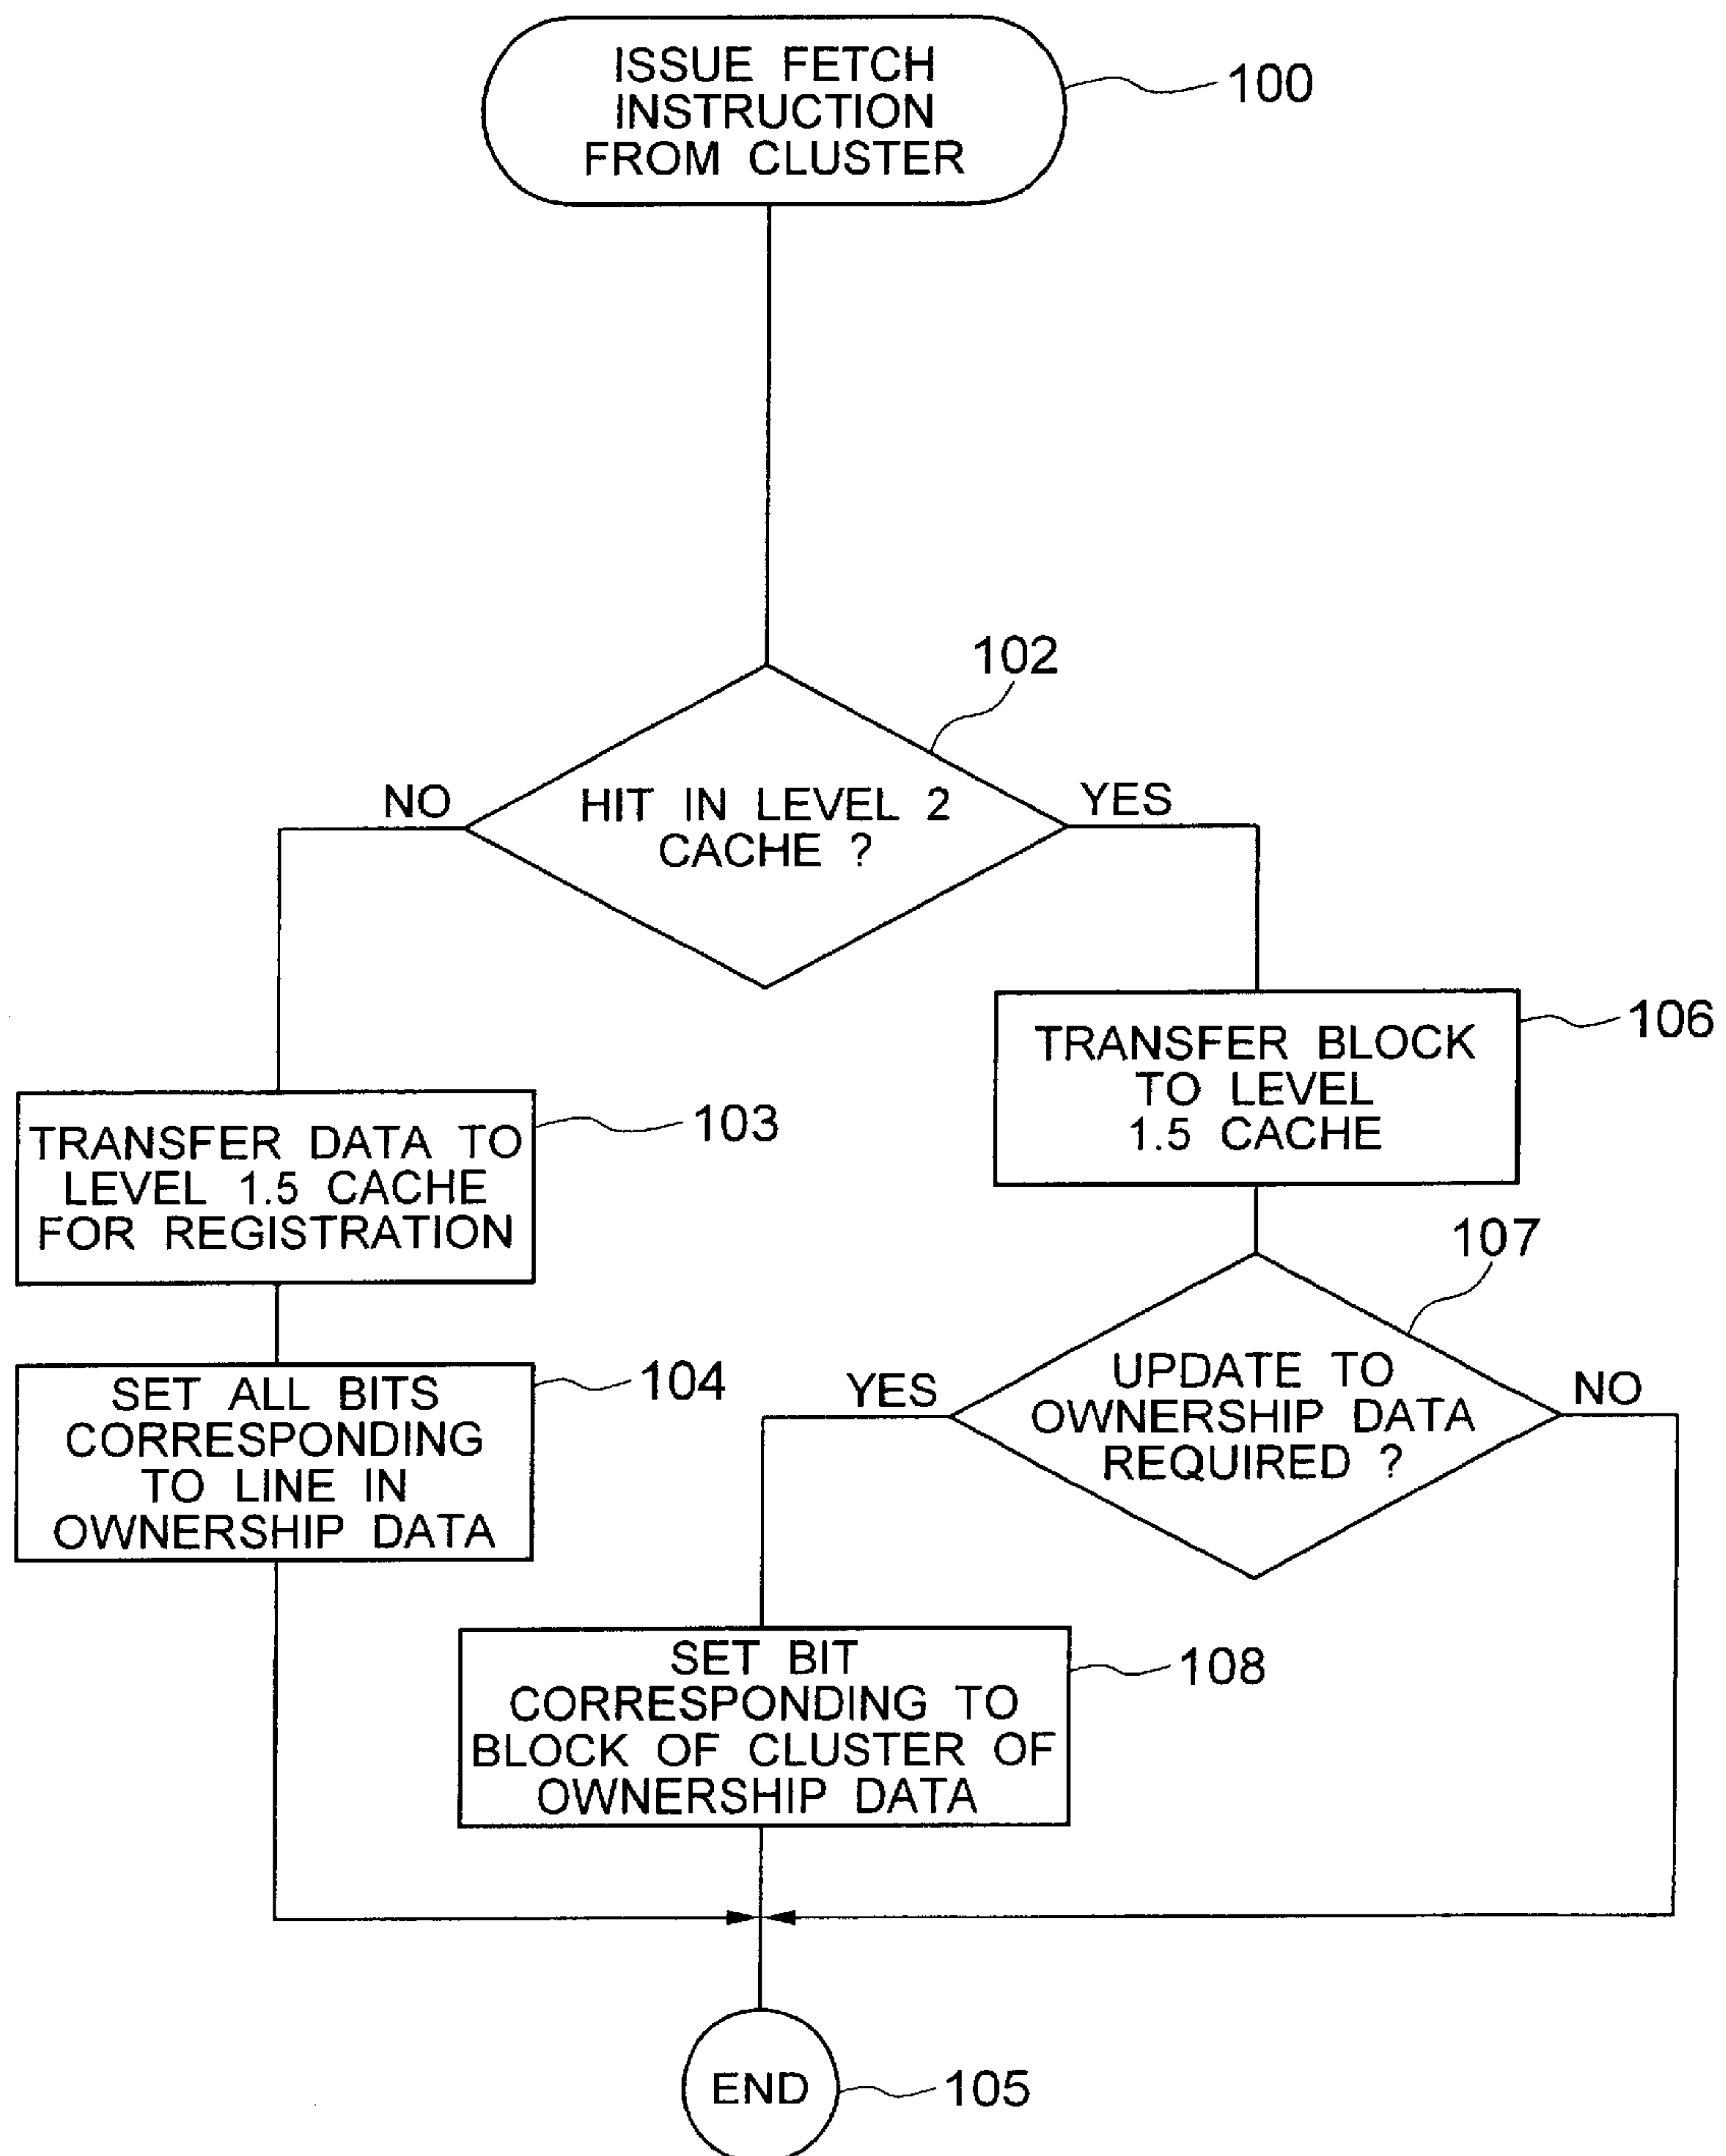 ISSUE FETCH
INSTRUCTION
FROM CLUSTER
100
102
HIT IN LEVEL 2
CACHE ?
NO
YES
TRANSFER BLOCK
TO LEVEL
1.5 CACHE
106
TRANSFER DATA TO
LEVEL 1.5 CACHE
FOR REGISTRATION
103
107
UPDATE TO
OWNERSHIP DATA
REQUIRED ?
YES
NO
SET ALL BITS
CORRESPONDING
TO LINE IN
OWNERSHIP DATA
104
SET BIT
CORRESPONDING TO
BLOCK OF CLUSTER OF
OWNERSHIP DATA
108
END
105